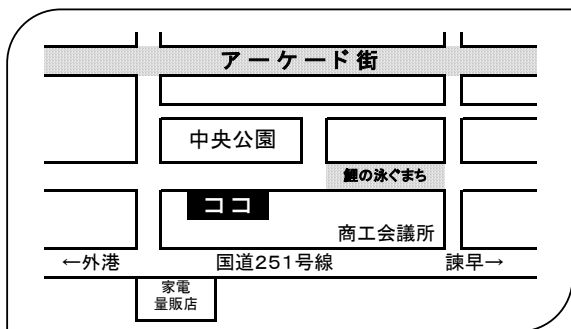 アーケード街
中央公園
鯉の泳ぐまち
ココ
商工会議所
←外港
国道251号線
諫早→
家電
量販店